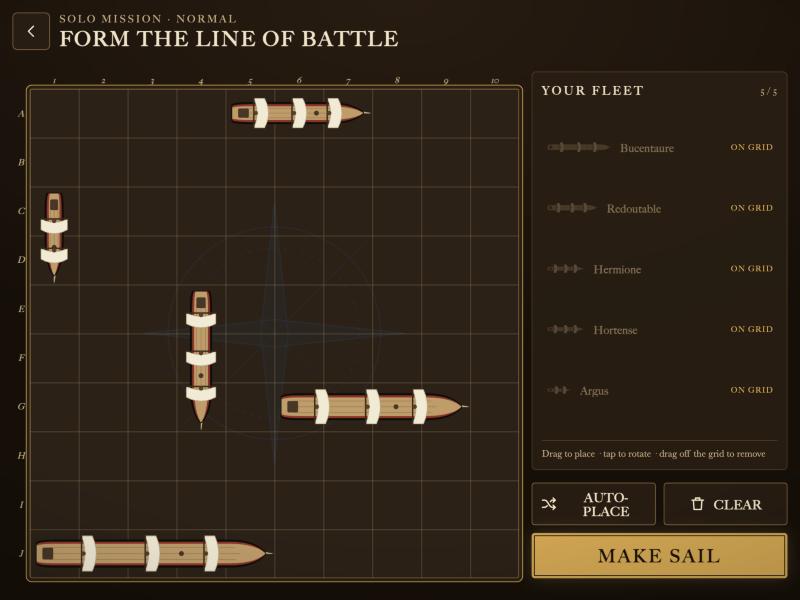 SOLO MISSION · NORMAL
FORM THE LINE OF BATTLE
1 2 3 4 5 6 7 8 9 10
A
B
C
D
E
F
G
H
I
J
YOUR FLEET 5/5
Bucentaure ON GRID
Redoutable ON GRID
Hermione ON GRID
Hortense ON GRID
Argus ON GRID
Drag to place · tap to rotate · drag off the grid to remove
AUTO-
PLACE
CLEAR
MAKE SAIL